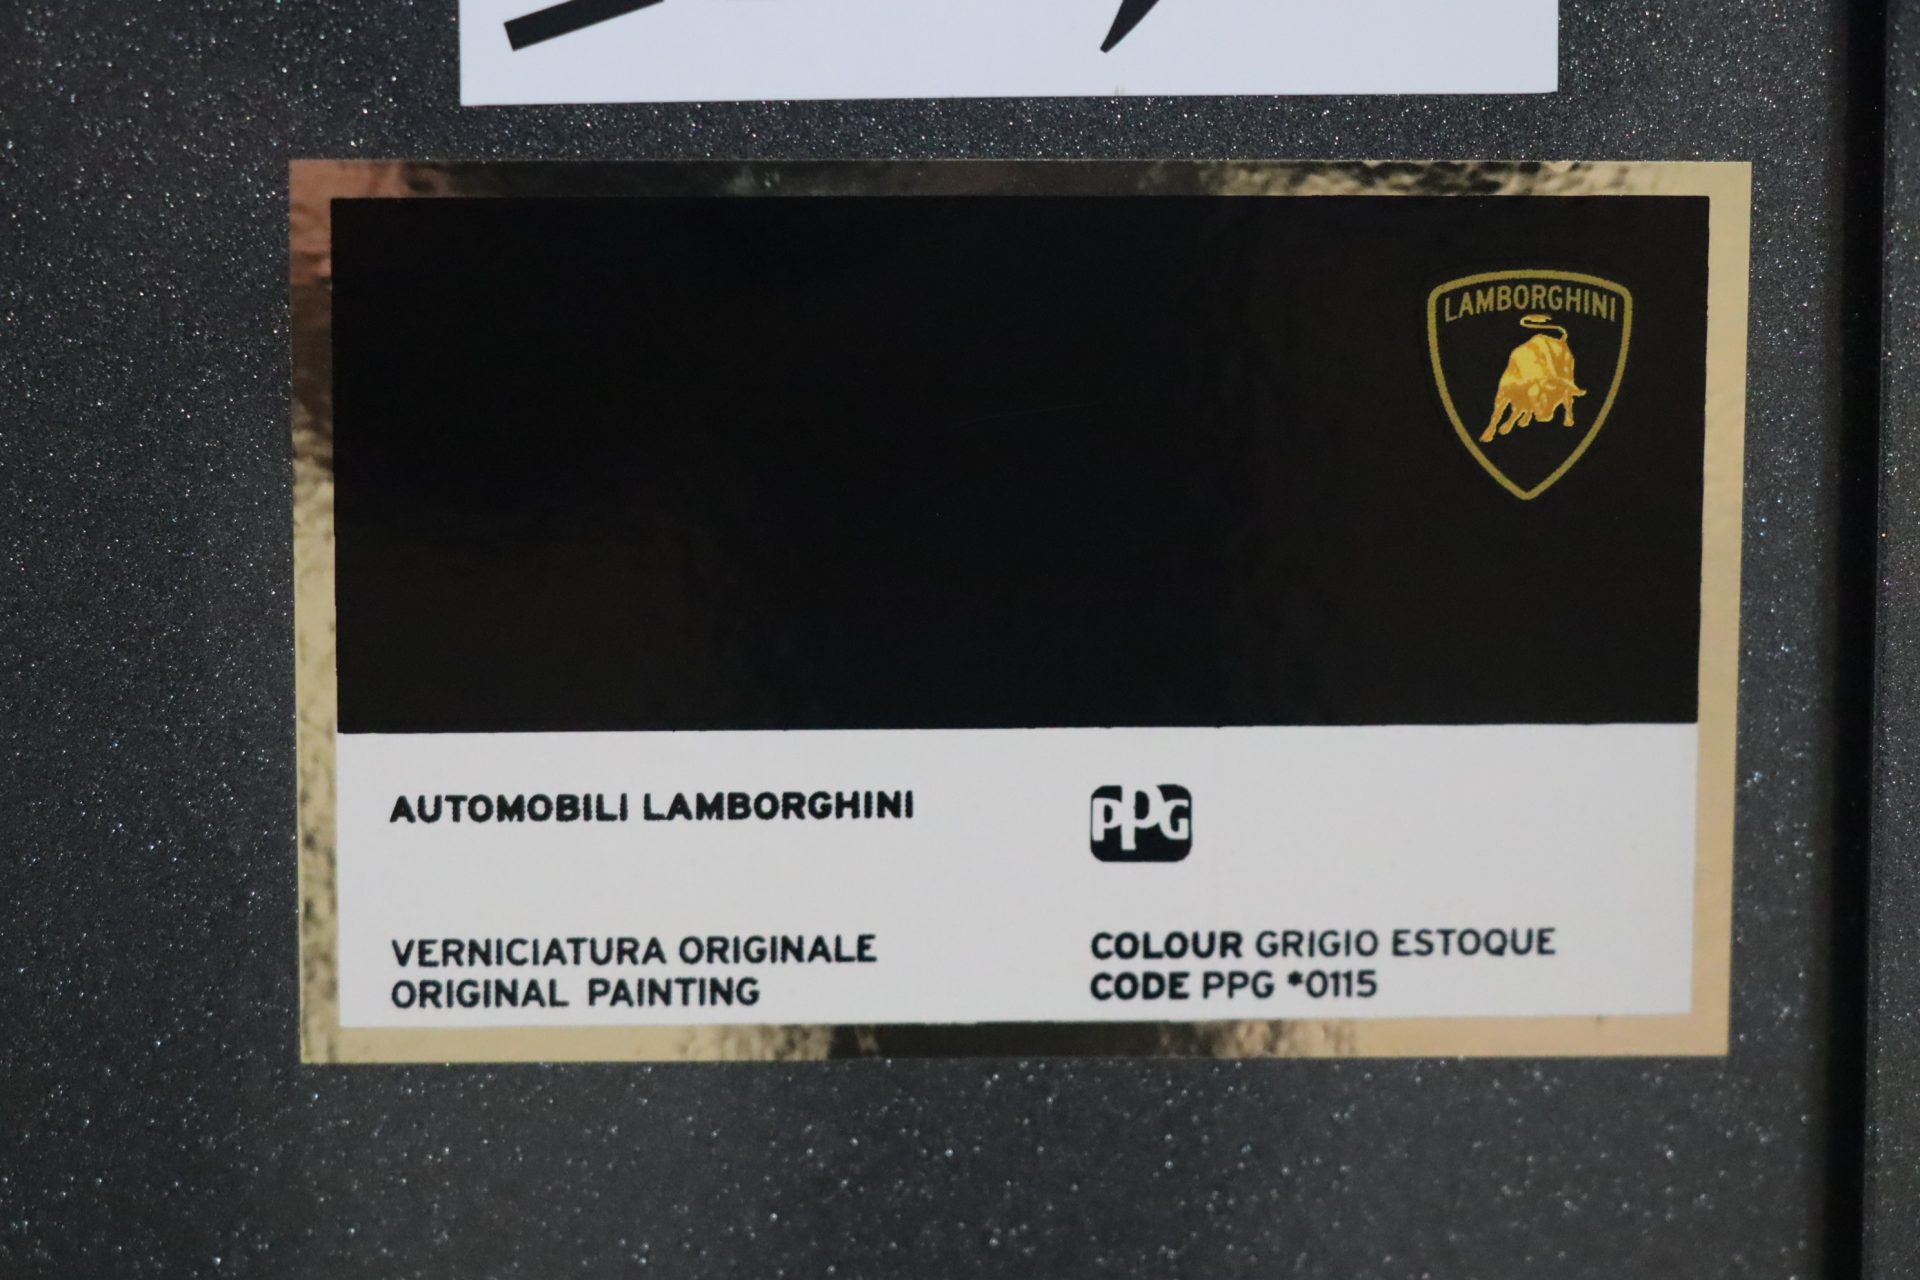 LAMBORGHINI
AUTOMOBILI LAMBORGHINI
PPG
VERNICIATURA ORIGINALE
ORIGINAL PAINTING
COLOUR GRIGIO ESTOQUE
CODE PPG *0115